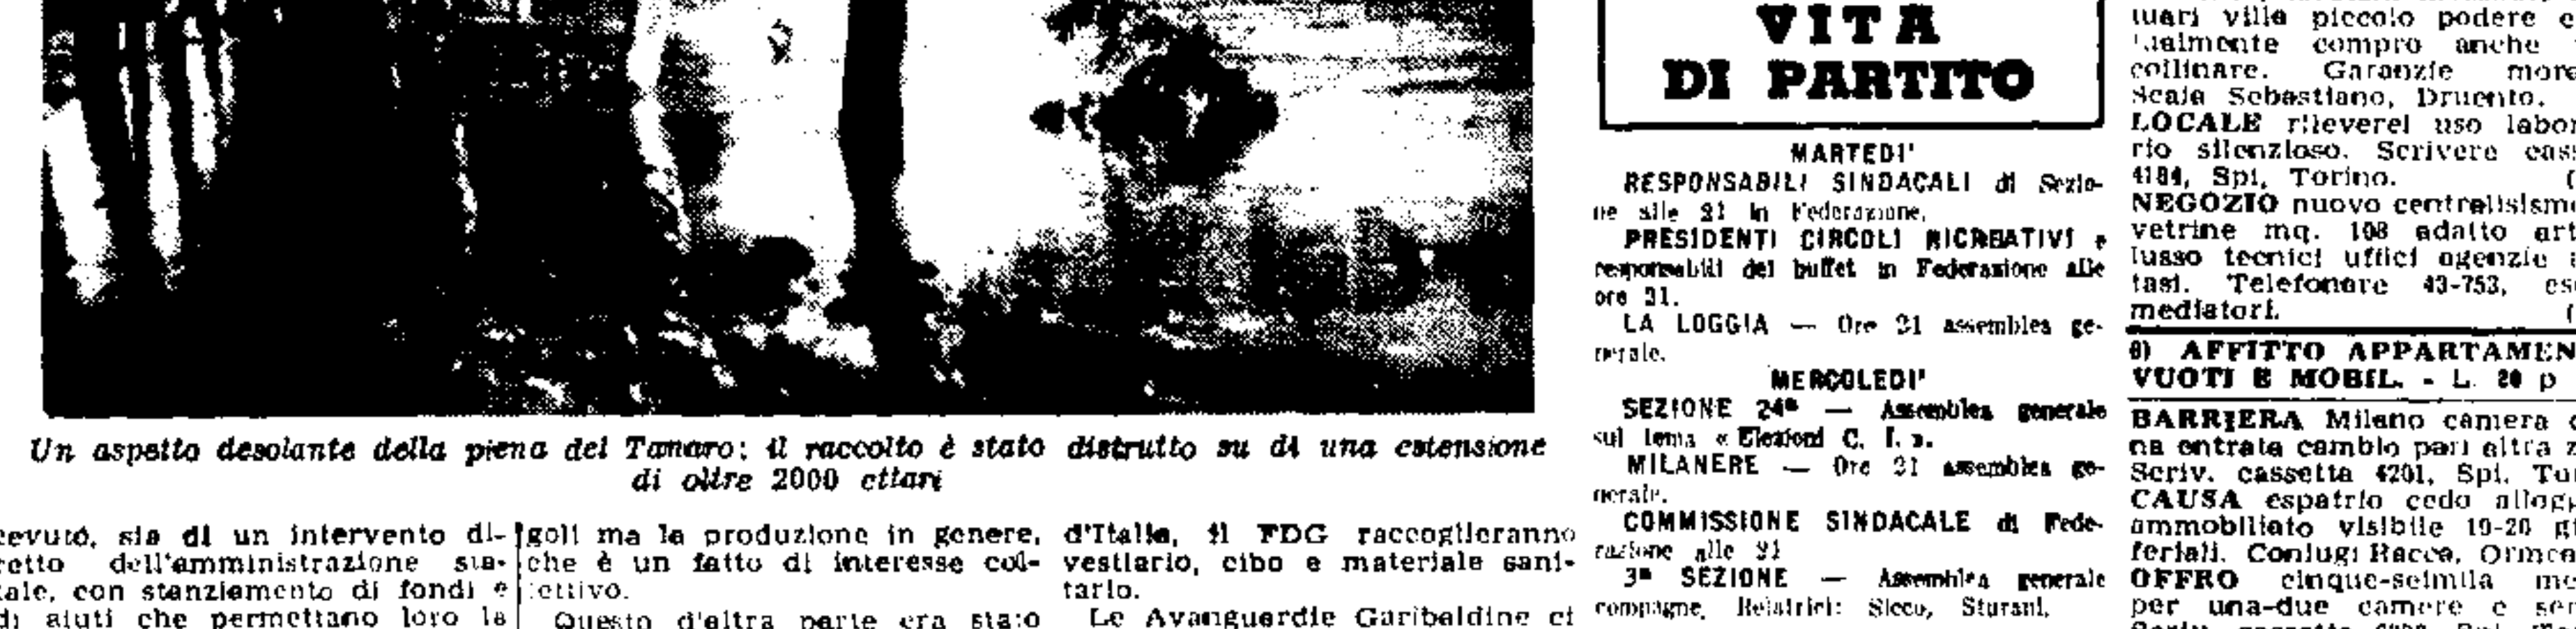 Un aspetto desolante della piena del Tanaro: il raccolto è stato distrutto su di una estensione
di oltre 2000 ettari
cevuto, sia di un intervento di-
retto dell'amministrazione sta-
tale, con stanziamento di fondi e
di aiuti che permettano loro la
goli ma la produzione in genere,
che è un fatto di interesse col-
lettivo.
Questo d'altra parte era stato
d'Italia, il FDG raccoglieranno
vestiario, cibo e materiale sani-
tario.
Le Avanguardie Garibaldine ci
VITA
DI PARTITO
MARTEDI'
RESPONSABILI SINDACALI di Sezio-
ne alle 21 in Federazione.
PRESIDENTI CIRCOLI RICREATIVI e
responsabili del buffet in Federazione alle
ore 21.
LA LOGGIA — Ore 21 assemblea ge-
nerale.
MERCOLEDI'
SEZIONE 24ª — Assemblea generale
sul tema « Elezioni C. I. ».
MILANERE — Ore 21 assemblea ge-
nerale.
COMMISSIONE SINDACALE di Fede-
razione alle 21
3ª SEZIONE — Assemblea generale
compagne. Relatrici: Sicco, Sturani.
tuari villa piccolo podere
tualmente compro anche
collinare. Garanzie
Scala Sebastiano, Druento.
LOCALE rileverei uso labor
rio silenzioso. Scrivere cass
4184, Spi, Torino. (
NEGOZIO nuovo centralissimo
vetrine mq. 108 adatto art
lusso tecnici uffici agenzie
tasi. Telefonare 43-753,
mediatori. (
6) AFFITTO APPARTAMEN
VUOTI E MOBIL. - L. 20 p
BARRIERA Milano camera
na entrata cambio pari altra z
Scriv. cassetta 4201, Spi,
CAUSA espatrio cedo allogg
ammobiliato visibile 19-20
feriali. Coniugi Racca, Ormea
OFFRO cinque-seimila
per una-due camere e